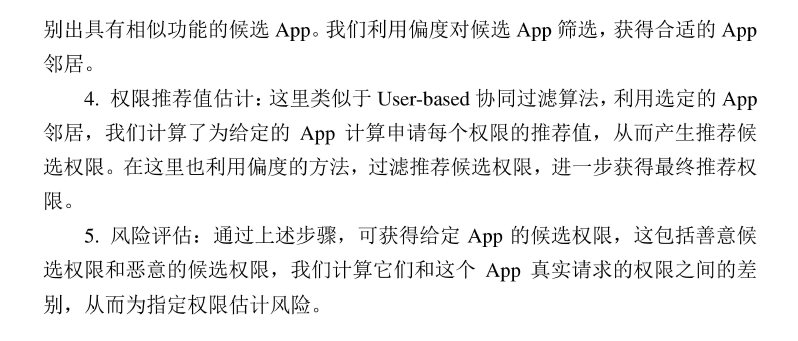 别出具有相似功能的候选 App。我们利用偏度对候选 App 筛选，获得合适的 App
邻居。
4. 权限推荐值估计：这里类似于 User-based 协同过滤算法，利用选定的 App
邻居，我们计算了为给定的 App 计算申请每个权限的推荐值，从而产生推荐候
选权限。在这里也利用偏度的方法，过滤推荐候选权限，进一步获得最终推荐权
限。
5. 风险评估：通过上述步骤，可获得给定 App 的候选权限，这包括善意候
选权限和恶意的候选权限，我们计算它们和这个 App 真实请求的权限之间的差
别，从而为指定权限估计风险。